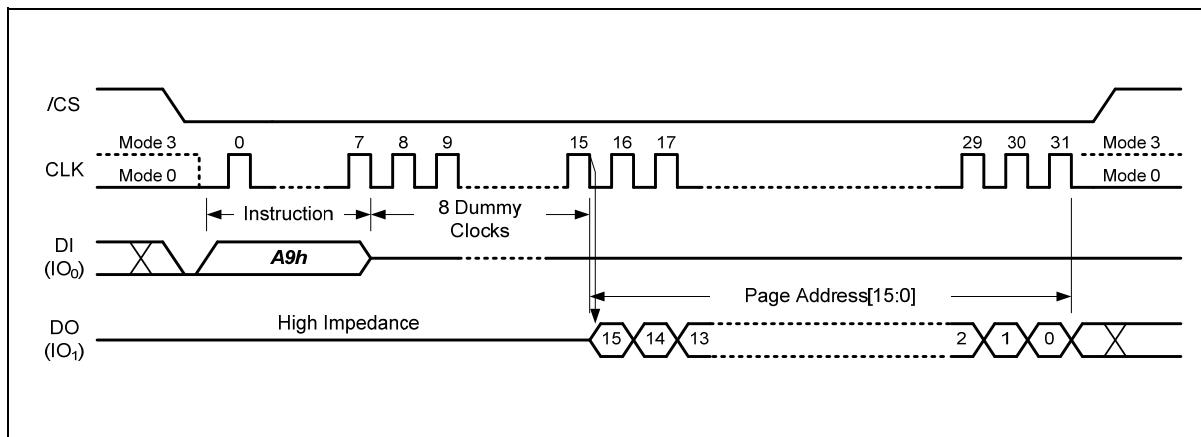 /CS
Mode 3 0 7 8 9 15 16 17 29 30 31 Mode 3
CLK
Mode 0 Mode 0
Instruction 8 Dummy
Clocks
DI
(IO₀)
A9h
Page Address[15:0]
High Impedance
DO
(IO₁)
15 14 13 2 1 0